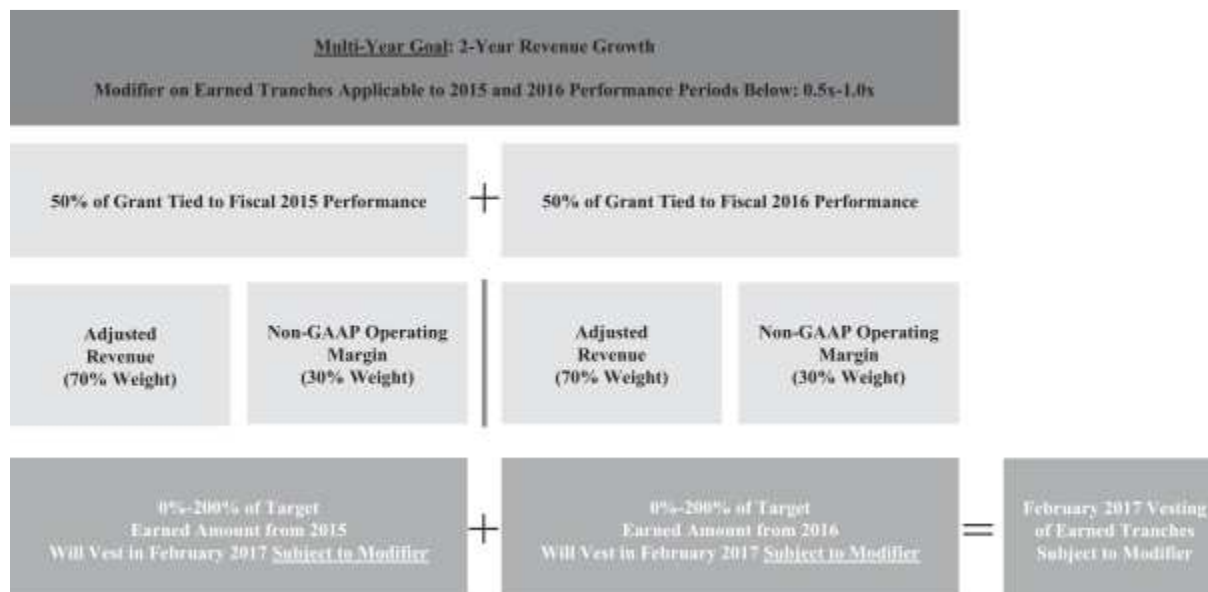 Multi-Year Goal: 2-Year Revenue Growth
Modifier on Earned Tranches Applicable to 2015 and 2016 Performance Periods Below: 0.5x-1.0x
50% of Grant Tied to Fiscal 2015 Performance
+
50% of Grant Tied to Fiscal 2016 Performance
Adjusted
Revenue
(70% Weight)
Non-GAAP Operating
Margin
(30% Weight)
Adjusted
Revenue
(70% Weight)
Non-GAAP Operating
Margin
(30% Weight)
0%-200% of Target
Earned Amount from 2015
Will Vest in February 2017 Subject to Modifier
+
0%-200% of Target
Earned Amount from 2016
Will Vest in February 2017 Subject to Modifier
=
February 2017 Vesting
of Earned Tranches
Subject to Modifier